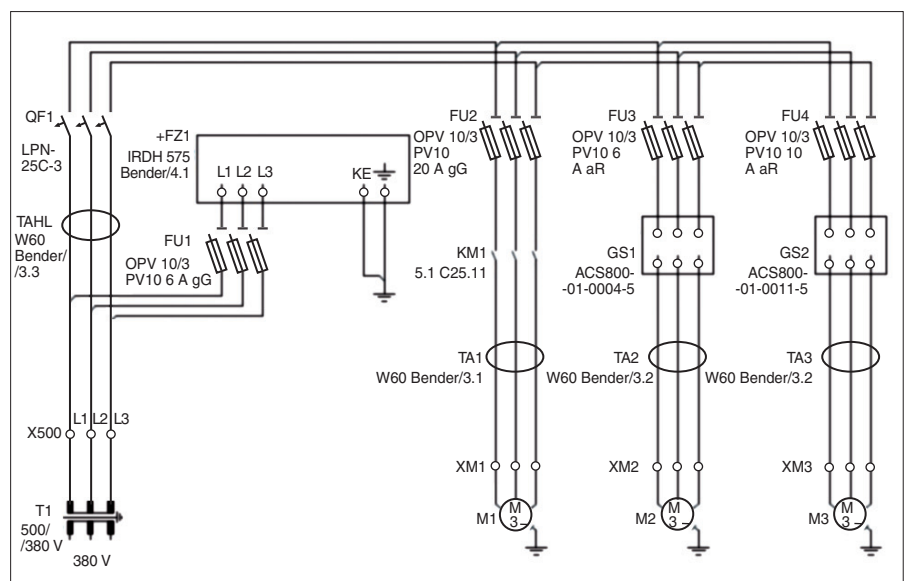 QF1
LPN-
25C-3
+FZ1
IRDH 575
Bender/4.1
L1 L2 L3
KE
FU2
OPV 10/3
PV10
20 A gG
FU3
OPV 10/3
PV10 6
A aR
FU4
OPV 10/3
PV10 10
A aR
TAHL
W60
Bender/
/3.3
FU1
OPV 10/3
PV10 6 A gG
KM1
5.1 C25.11
GS1
ACS800-
-01-0004-5
GS2
ACS800-
-01-0011-5
TA1
W60 Bender/3.1
TA2
W60 Bender/3.2
TA3
W60 Bender/3.2
L1 L2 L3
X500
XM1
XM2
XM3
T1
500/
/380 V
380 V
M1
M
3
M2
M
3
M3
M
3